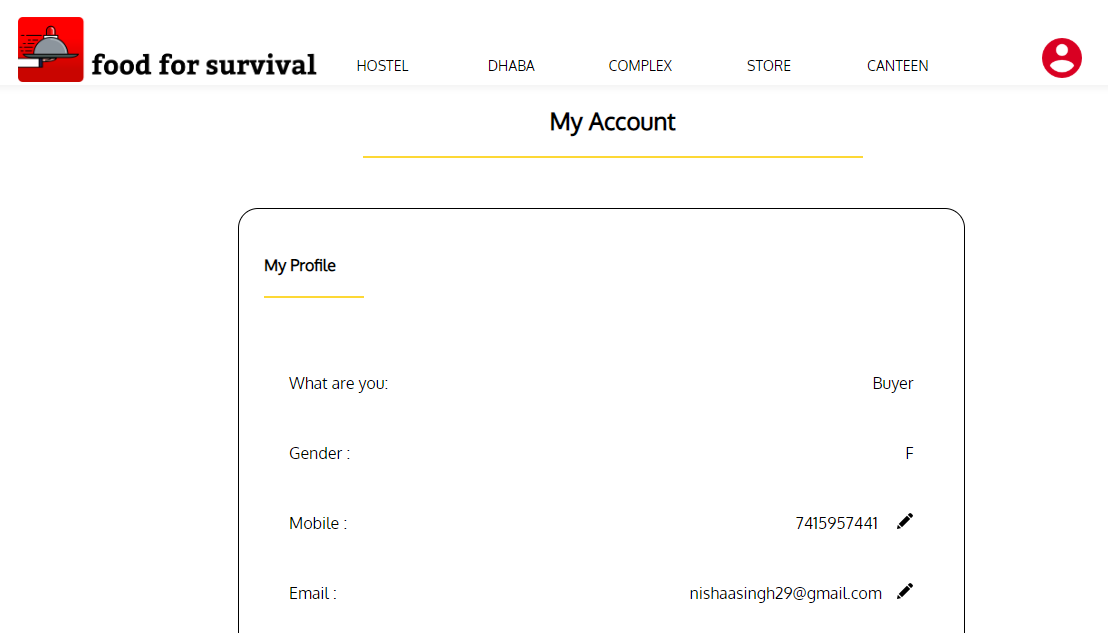 food for survival HOSTEL DHABA COMPLEX STORE CANTEEN
My Account
My Profile
What are you: Buyer
Gender : F
Mobile : 7415957441
Email : nishaasingh29@gmail.com